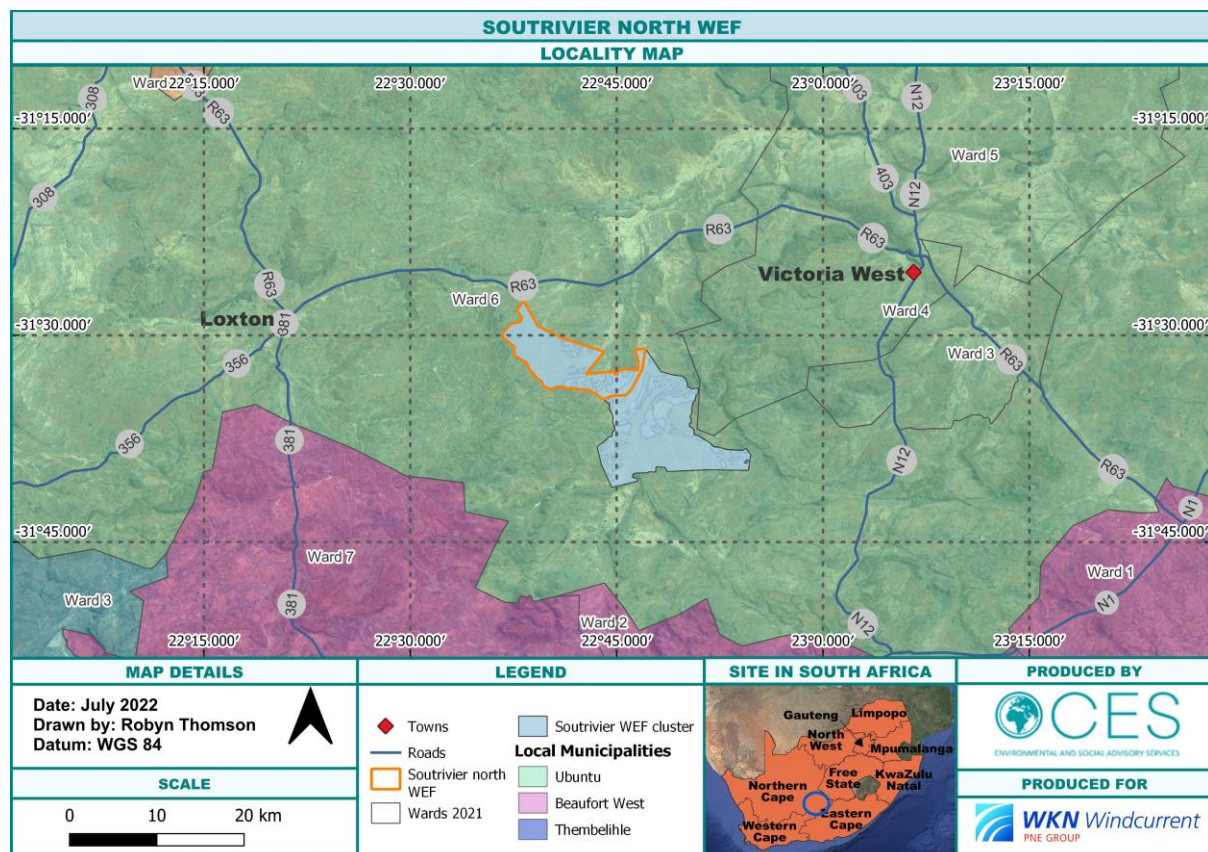 SOUTRIVIER NORTH WEF
LOCALITY MAP
Ward
22°15.000'
22°30.000'
22°45.000'
23°0.000'
23°15.000'
308
R63
403
N12
-31°15.000'
-31°15.000'
Ward 5
308
403
N12
R63
R63
R63
Victoria West
R63
Ward 6
Ward 4
Loxton
381
-31°30.000'
-31°30.000'
356
Ward 3
R63
356
381
N12
R63
N1
-31°45.000'
-31°45.000'
Ward 7
Ward 1
Ward 3
381
Ward 2
N12
N1
22°15.000'
22°30.000'
22°45.000'
23°0.000'
23°15.000'
MAP DETAILS
Date: July 2022
Drawn by: Robyn Thomson
Datum: WGS 84
SCALE
0 10 20 km
LEGEND
Towns
Roads
Soutrivier north
WEF
Wards 2021
Soutrivier WEF cluster
Local Municipalities
Ubuntu
Beaufort West
Thembelihle
SITE IN SOUTH AFRICA
Limpopo
Gauteng
North
West
Mpumalanga
Free
State
KwaZulu
Natal
Northern
Cape
Eastern
Cape
Western
Cape
PRODUCED BY
CES
ENVIRONMENTAL AND SOCIAL ADVISORY SERVICES
PRODUCED FOR
WKN Windcurrent
PNE GROUP